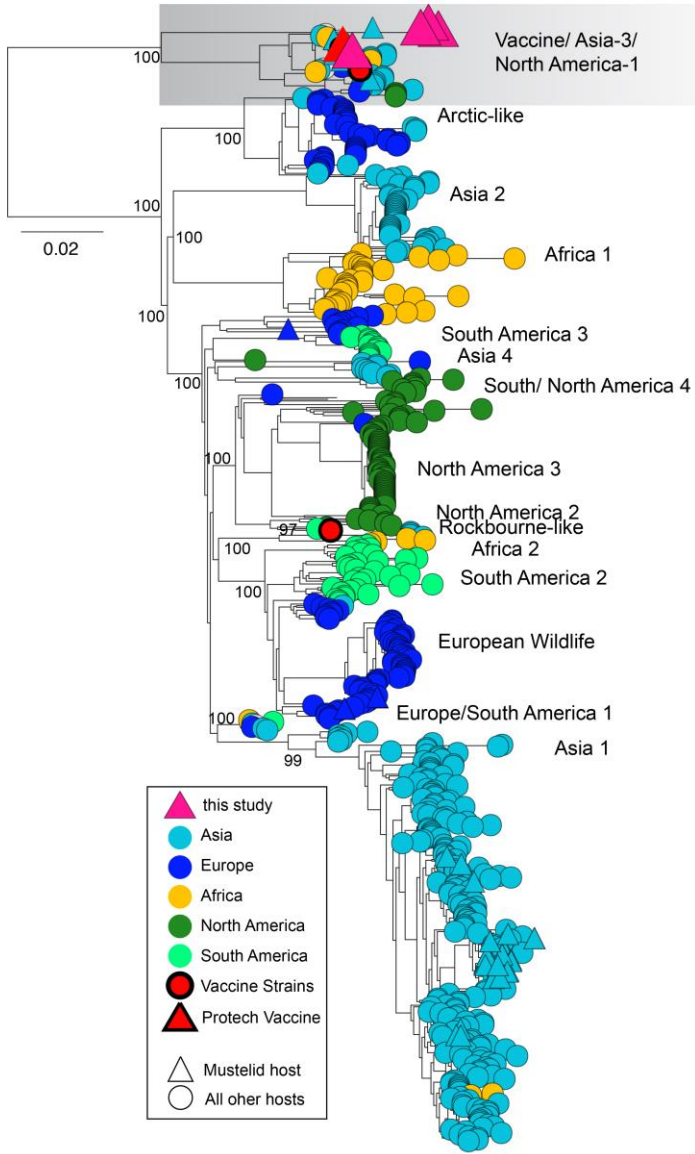 100
Vaccine/ Asia-3/
North America-1
100
Arctic-like
100
Asia 2
0.02
100
Africa 1
100
South America 3
Asia 4
100
South/ North America 4
100
North America 3
North America 2
97
Rockbourne-like
100
Africa 2
100
South America 2
European Wildlife
100
Europe/South America 1
99
Asia 1
this study
Asia
Europe
Africa
North America
South America
Vaccine Strains
Protech Vaccine
Mustelid host
All oher hosts